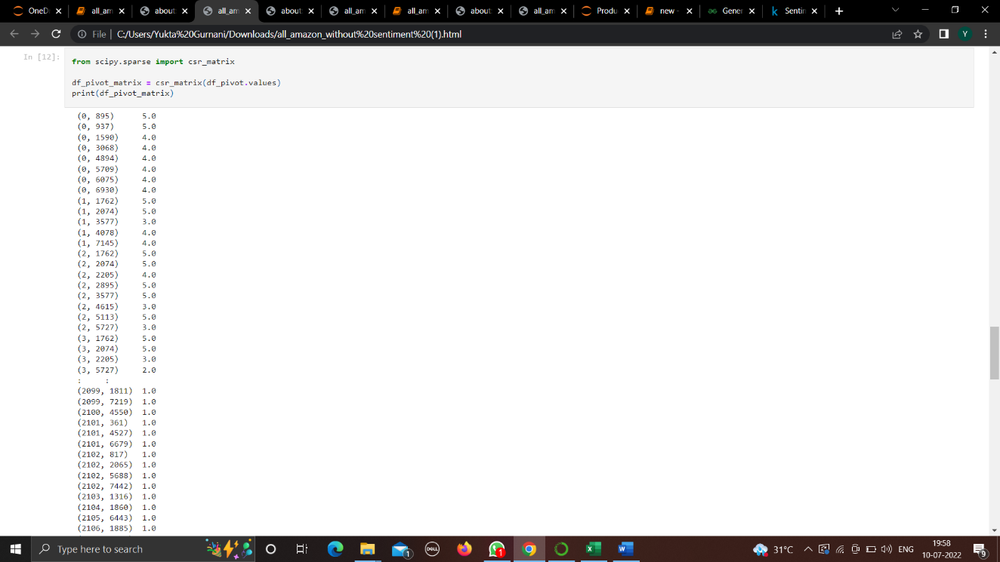 OneD
all_am
about:
all_am
about:
all_am
all_am
about:
all_am
Produ
new -
Gener
Sentin
File | C:/Users/Yukta%20Gurnani/Downloads/all_amazon_without%20sentiment%20(1).html
Y
In [12]:
from scipy.sparse import csr_matrix
df_pivot_matrix = csr_matrix(df_pivot.values)
print(df_pivot_matrix)
(0, 895) 5.0
(0, 937) 5.0
(0, 1590) 4.0
(0, 3068) 4.0
(0, 4894) 4.0
(0, 5709) 4.0
(0, 6075) 4.0
(0, 6930) 4.0
(1, 1762) 5.0
(1, 2074) 5.0
(1, 3577) 3.0
(1, 4078) 4.0
(1, 7145) 4.0
(2, 1762) 5.0
(2, 2074) 5.0
(2, 2205) 4.0
(2, 2895) 5.0
(2, 3577) 5.0
(2, 4615) 3.0
(2, 5113) 5.0
(2, 5727) 3.0
(3, 1762) 5.0
(3, 2074) 5.0
(3, 2205) 3.0
(3, 5727) 2.0
: :
(2099, 1811) 1.0
(2099, 7219) 1.0
(2100, 4550) 1.0
(2101, 361) 1.0
(2101, 4527) 1.0
(2101, 6679) 1.0
(2102, 817) 1.0
(2102, 2065) 1.0
(2102, 5688) 1.0
(2102, 7442) 1.0
(2103, 1316) 1.0
(2104, 1860) 1.0
(2105, 6443) 1.0
(2106, 1885) 1.0
Type here to search
1
DELL
1
31°C
ENG
19:58
10-07-2022
9